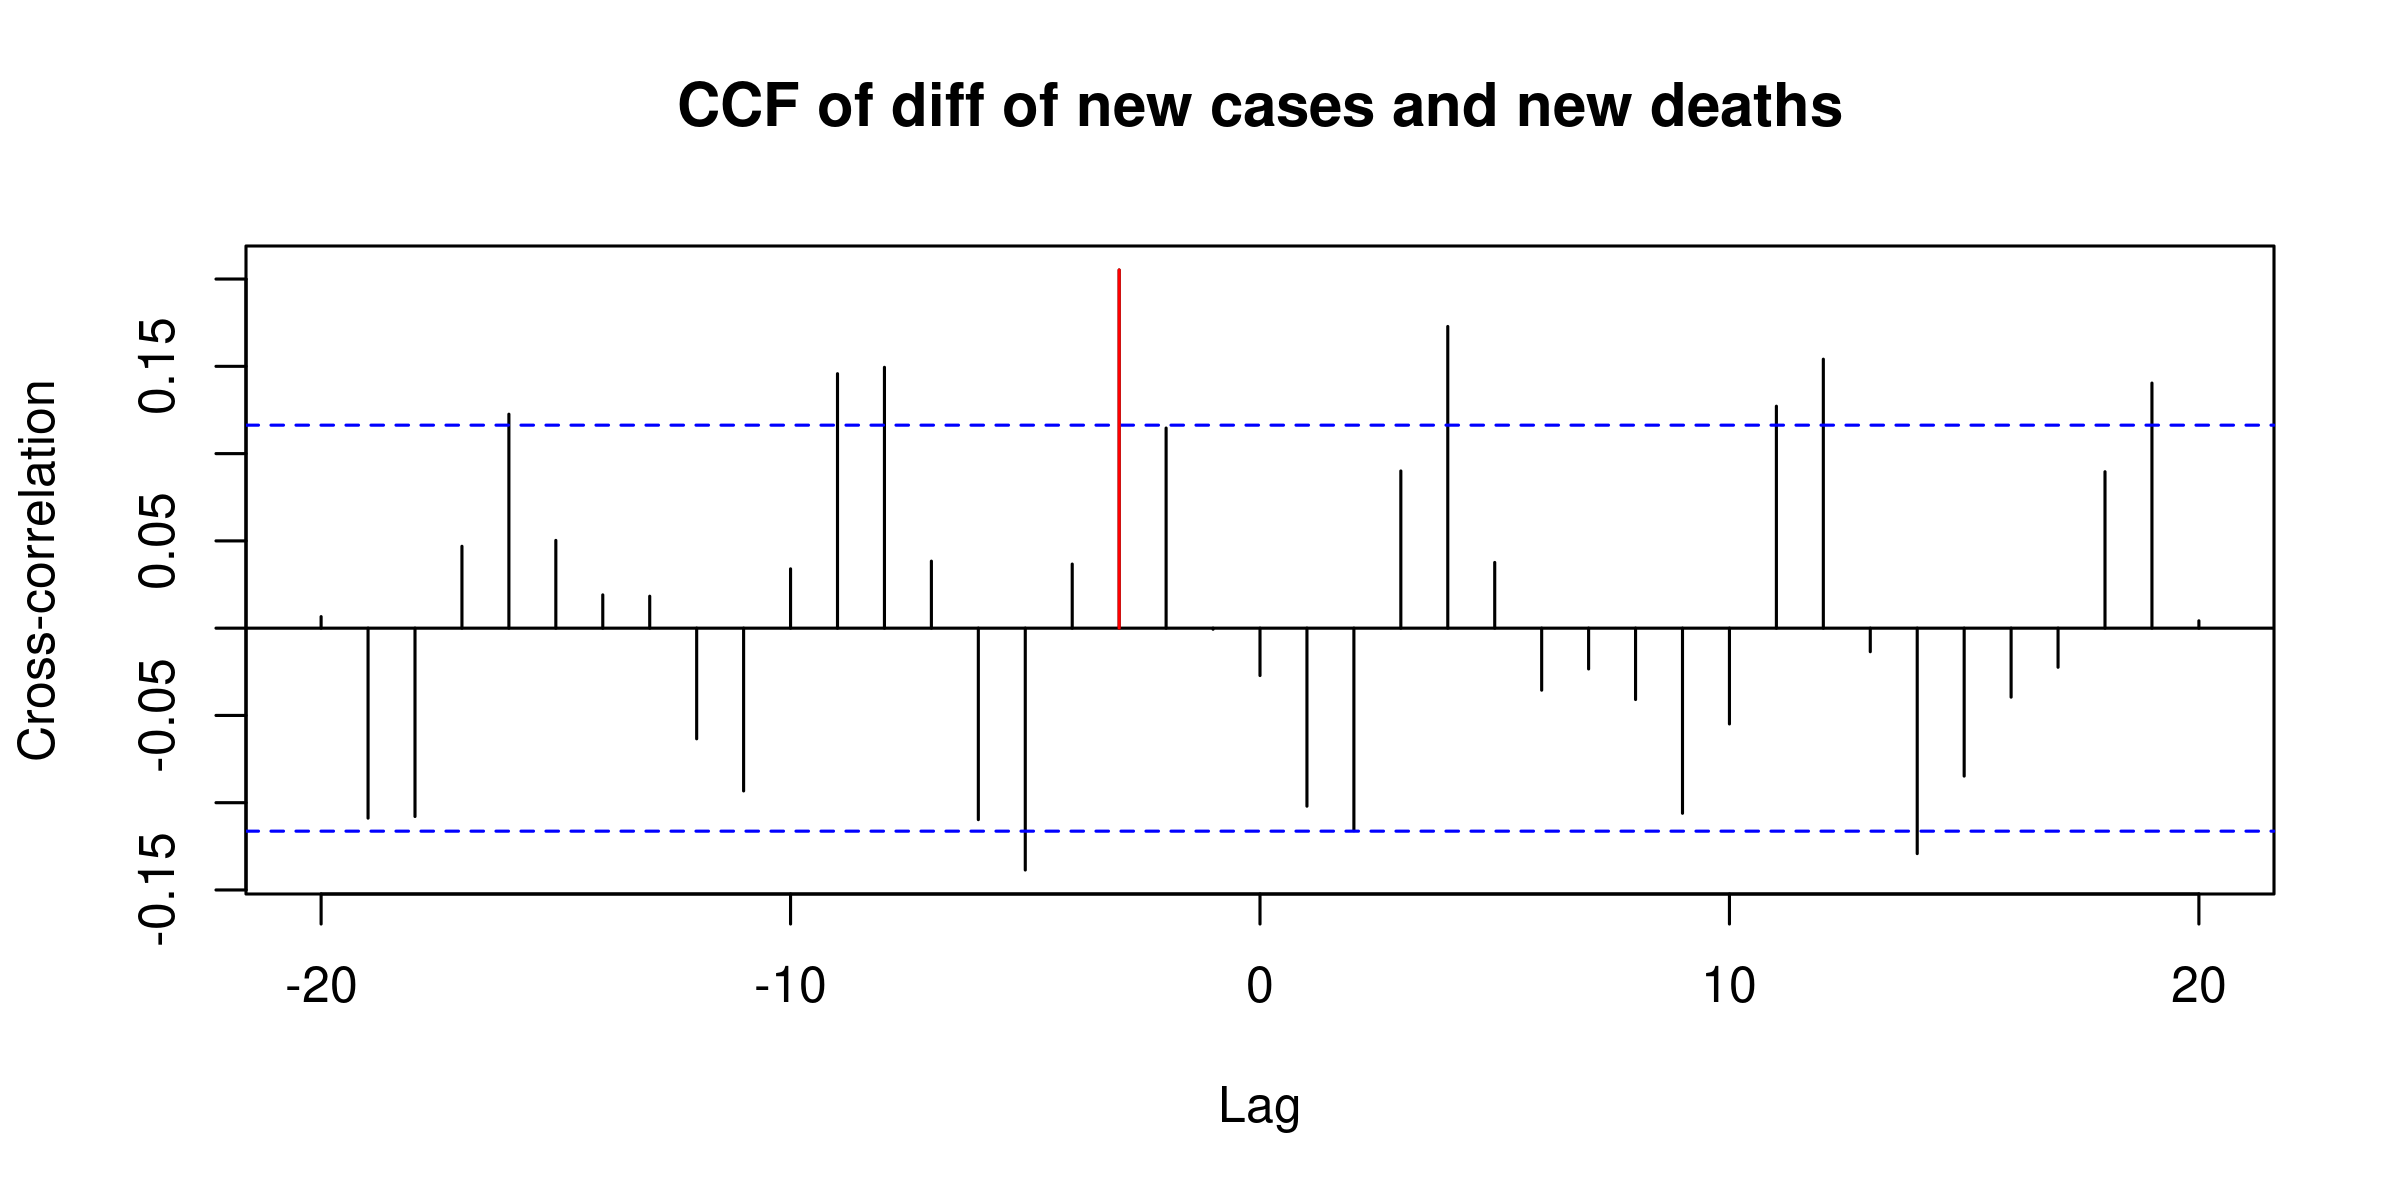 CCF of diff of new cases and new deaths
Cross-correlation
0.15
0.05
-0.05
-0.15
-20 -10 0 10 20
Lag